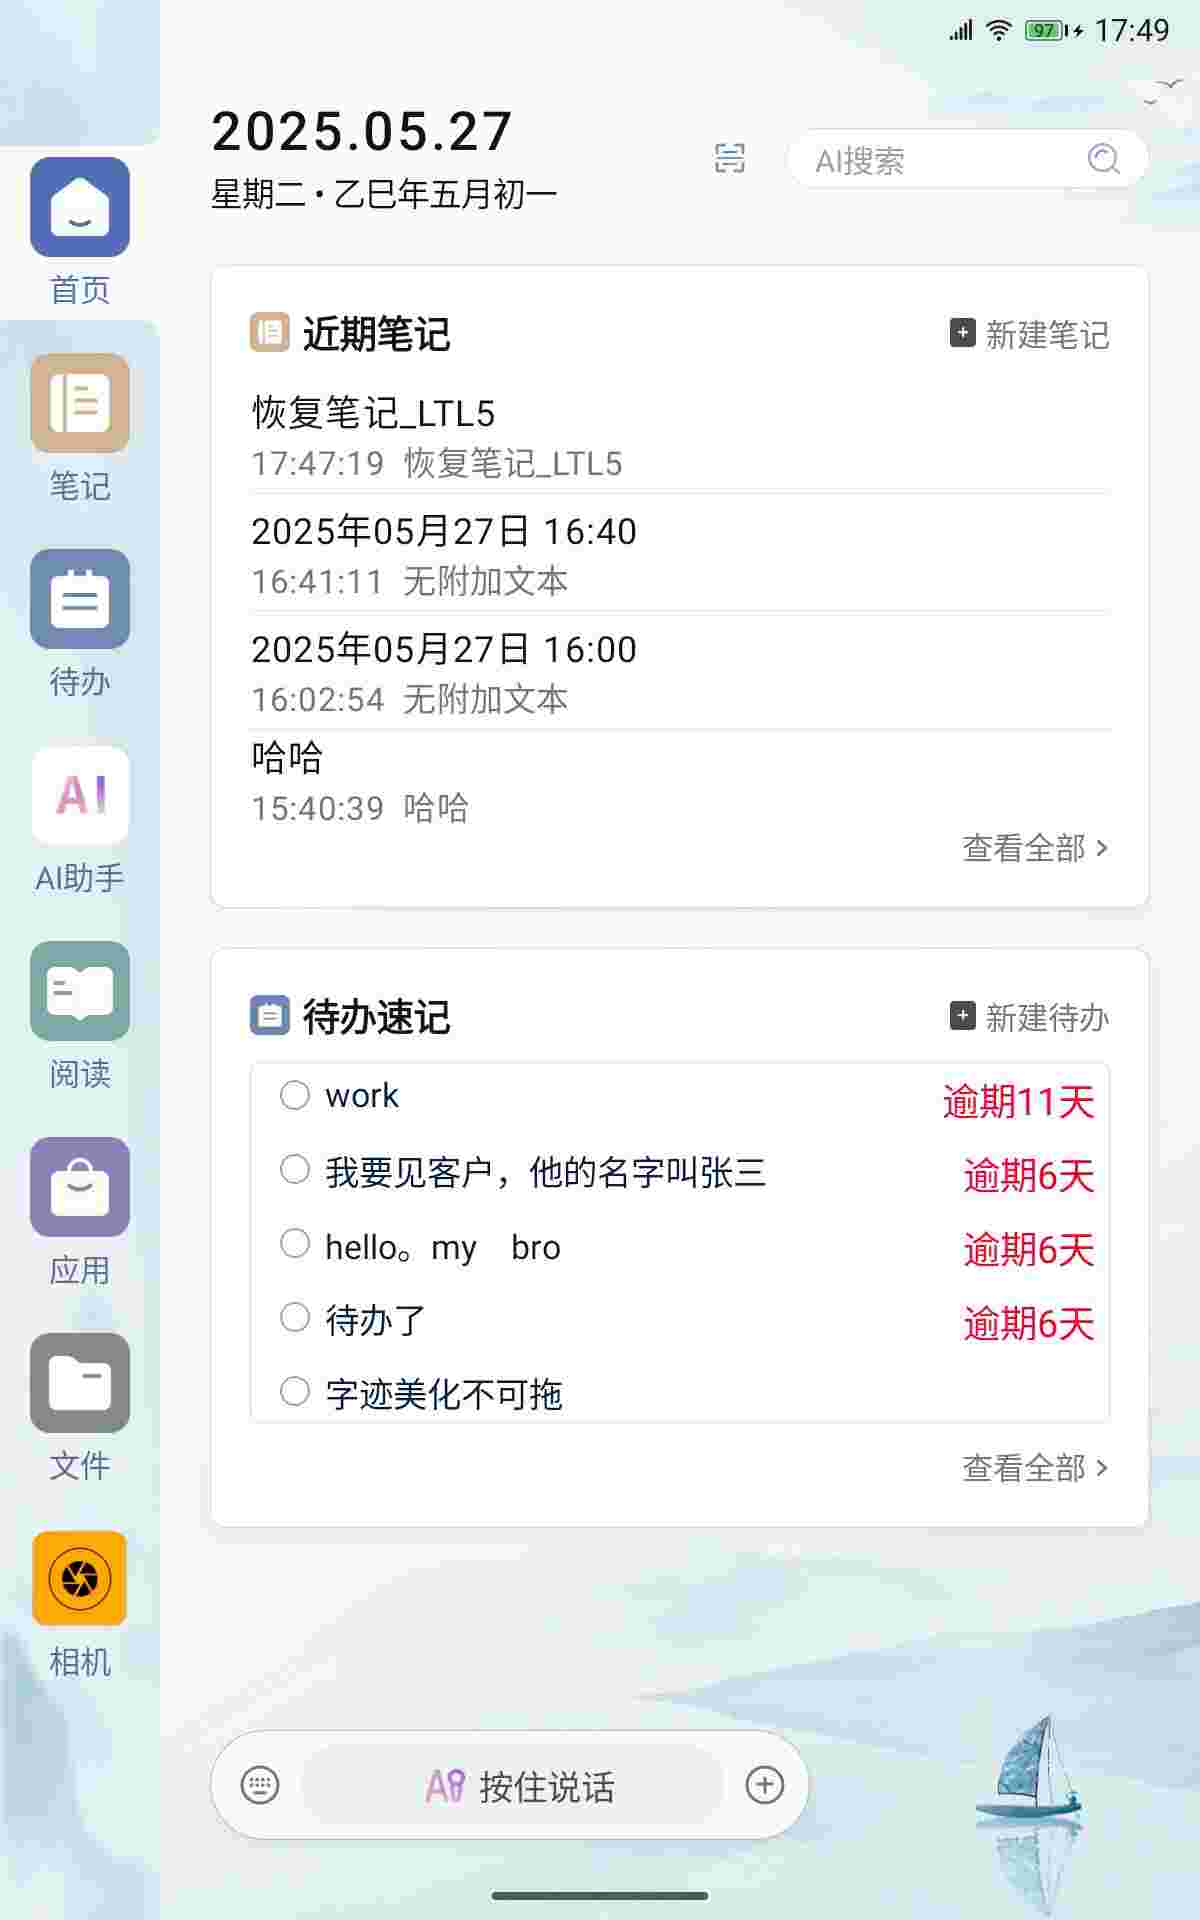 97 17:49
2025.05.27
星期二•乙巳年五月初一
AI搜索
首页
笔记
待办
AI
AI助手
阅读
应用
文件
相机
近期笔记
新建笔记
恢复笔记_LTL5
17:47:19 恢复笔记_LTL5
2025年05月27日 16:40
16:41:11 无附加文本
2025年05月27日 16:00
16:02:54 无附加文本
哈哈
15:40:39 哈哈
查看全部 >
待办速记
新建待办
work 逾期11天
我要见客户，他的名字叫张三 逾期6天
hello。my bro 逾期6天
待办了 逾期6天
字迹美化不可拖
查看全部 >
AI 按住说话